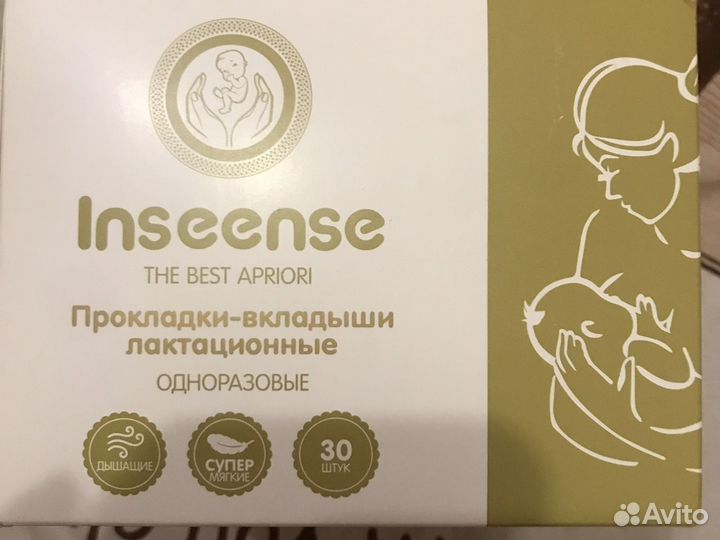 Inseense
THE BEST APRIORI
Прокладки-вкладыши
лактационные
ОДНОРАЗОВЫЕ
ДЫШАЩИЕ
СУПЕР
МЯГКИЕ
30
ШТУК
Avito